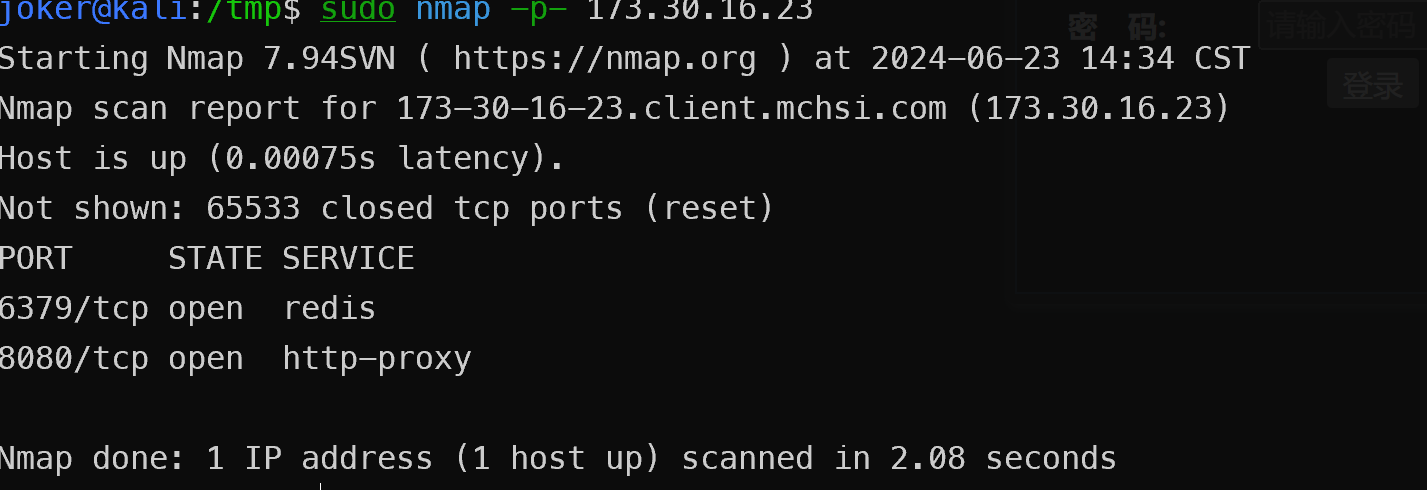 joker@kali:/tmp$ sudo nmap -p- 173.30.16.23
密 码: 请输入密码
Starting Nmap 7.94SVN ( https://nmap.org ) at 2024-06-23 14:34 CST
登录
Nmap scan report for 173-30-16-23.client.mchsi.com (173.30.16.23)
Host is up (0.00075s latency).
Not shown: 65533 closed tcp ports (reset)
PORT     STATE SERVICE
6379/tcp open  redis
8080/tcp open  http-proxy
Nmap done: 1 IP address (1 host up) scanned in 2.08 seconds